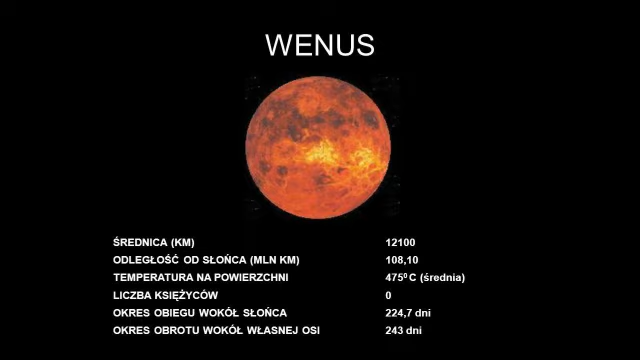 WENUS
ŚREDNICA (KM) 12100
ODLEGŁOŚĆ OD SŁOŃCA (MLN KM) 108,10
TEMPERATURA NA POWIERZCHNI 475⁰ C (średnia)
LICZBA KSIĘŻYCÓW 0
OKRES OBIEGU WOKÓŁ SŁOŃCA 224,7 dni
OKRES OBROTU WOKÓŁ WŁASNEJ OSI 243 dni